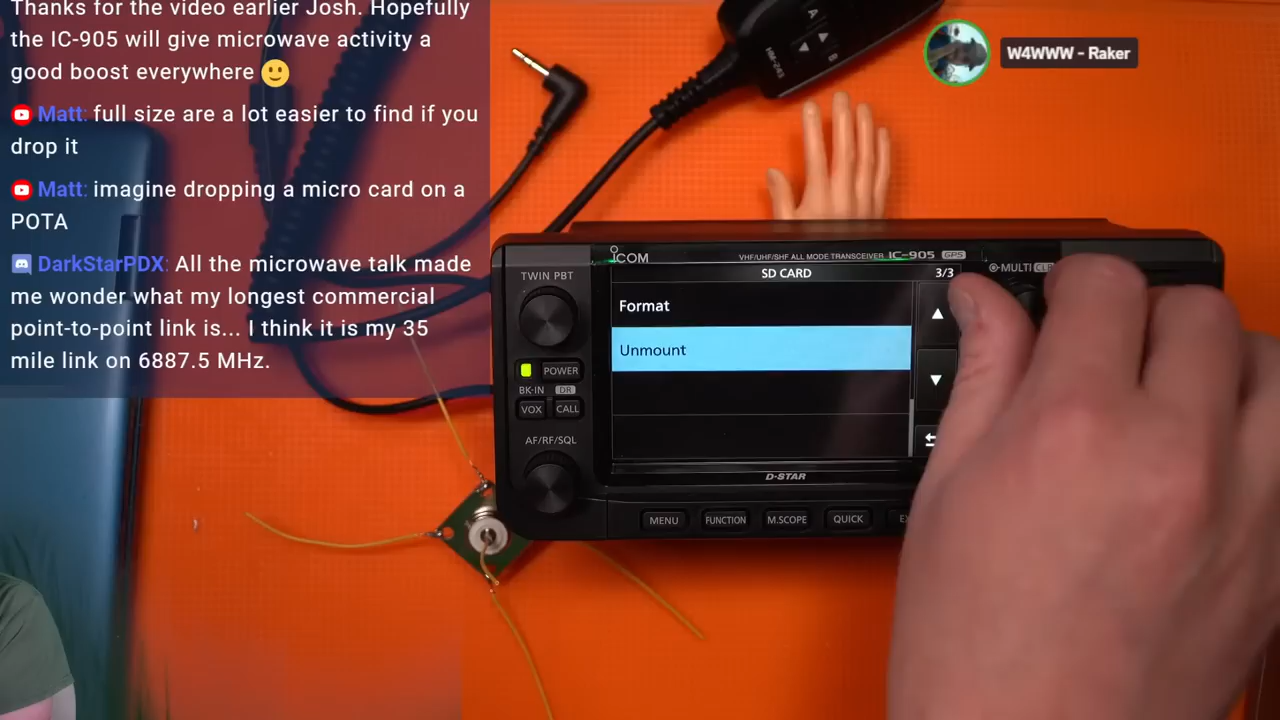 Thanks for the video earlier Josh. Hopefully
the IC-905 will give microwave activity a
good boost everywhere 🙂
Matt: full size are a lot easier to find if you
drop it
Matt: imagine dropping a micro card on a
POTA
DarkStarPDX: All the microwave talk made
me wonder what my longest commercial
point-to-point link is... I think it is my 35
mile link on 6887.5 MHz.
W4WWW - Raker
A
B
HM-243
ICOM
VHF/UHF/SHF ALL MODE TRANSCEIVER IC-905 GPS
MULTI
TWIN PBT
SD CARD 3/3
Format
Unmount
POWER
BK-IN DR
VOX CALL
AF/RF/SQL
D-STAR
MENU FUNCTION M.SCOPE QUICK